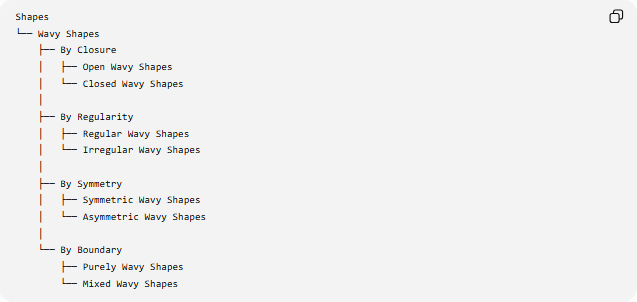 Shapes
└── Wavy Shapes
    ├── By Closure
    │   ├── Open Wavy Shapes
    │   └── Closed Wavy Shapes
    │
    ├── By Regularity
    │   ├── Regular Wavy Shapes
    │   └── Irregular Wavy Shapes
    │
    ├── By Symmetry
    │   ├── Symmetric Wavy Shapes
    │   └── Asymmetric Wavy Shapes
    │
    └── By Boundary
        ├── Purely Wavy Shapes
        └── Mixed Wavy Shapes